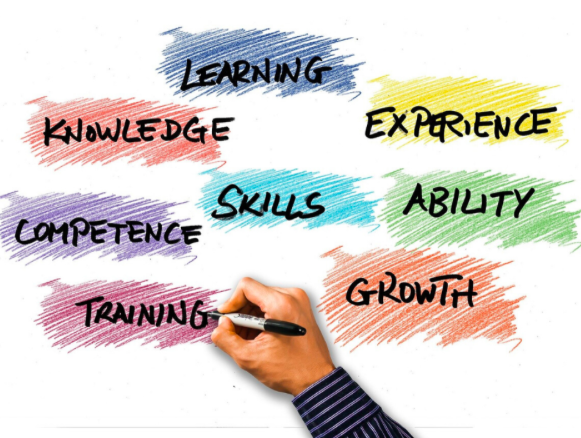 LEARNING
KNOWLEDGE
EXPERIENCE
SKILLS
ABILITY
COMPETENCE
GROWTH
TRAINING